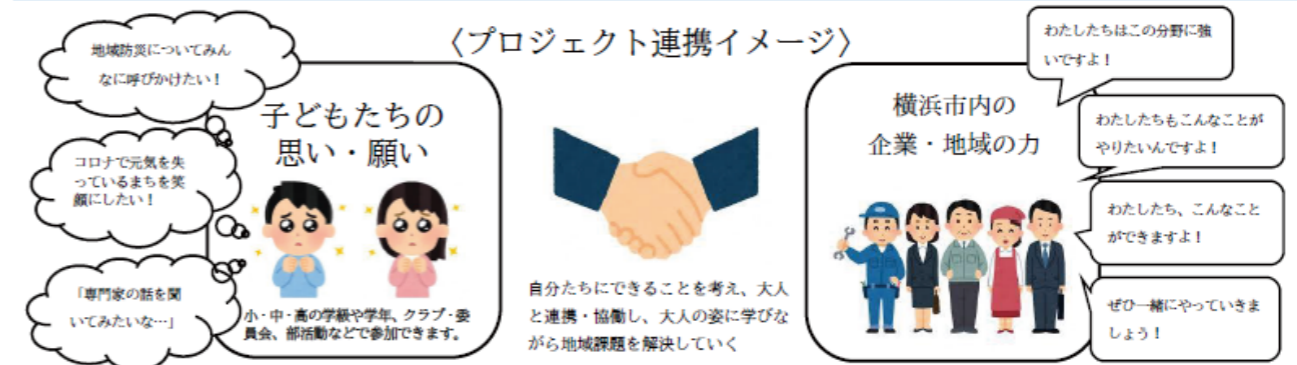 〈プロジェクト連携イメージ〉
地域防災についてみん
なに呼びかけたい！
コロナで元気を失
っているまちを笑
顔にしたい！
「専門家の話を聞
いてみたいな…」
子どもたちの
思い・願い
小・中・高の学級や学年、クラブ・委
員会、部活動などで参加できます。
自分たちにできることを考え、大人
と連携・協働し、大人の姿に学びな
がら地域課題を解決していく
横浜市内の
企業・地域の力
わたしたちはこの分野に強
いですよ！
わたしたちもこんなことが
やりたいんですよ！
わたしたち、こんなこと
ができますよ！
ぜひ一緒にやっていきま
しょう！